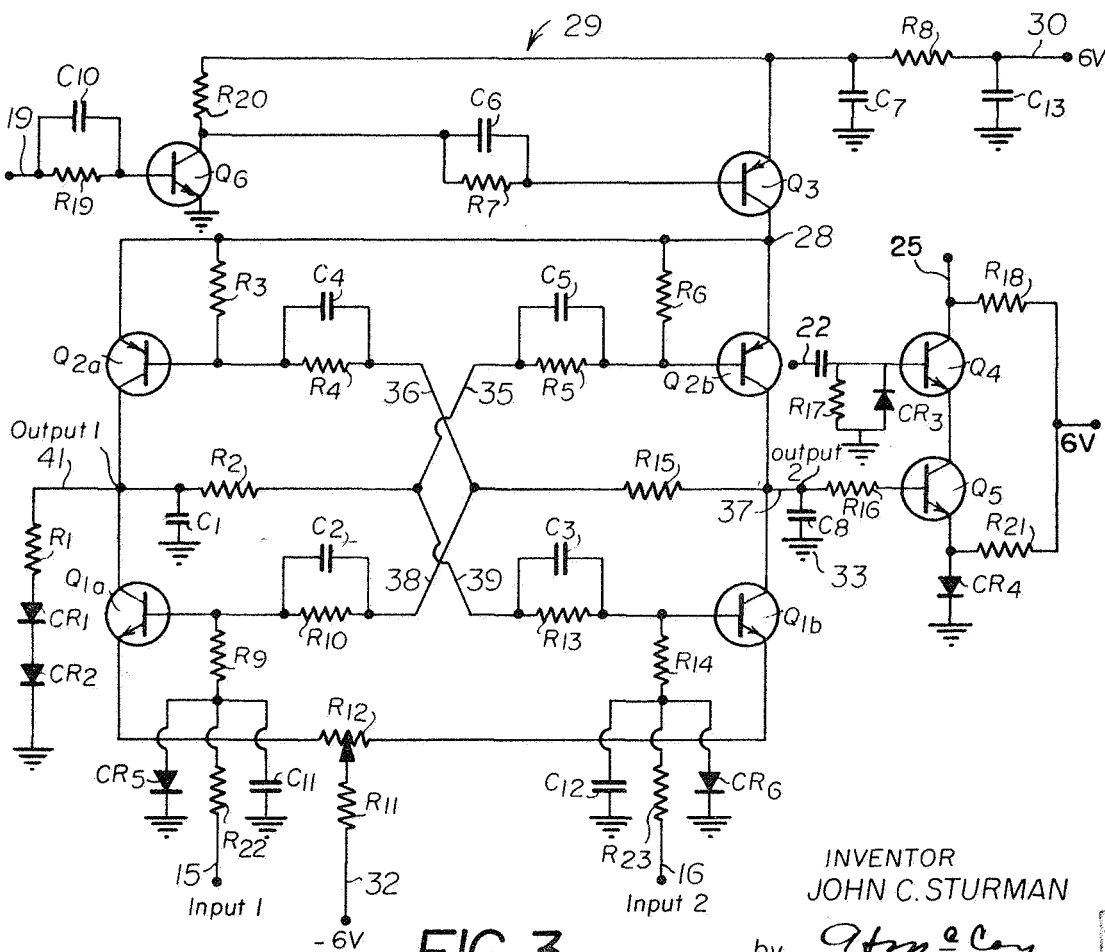 29
R8
30
6V
C10
R20
C6
C7
C13
19
Q6
R19
R7
Q3
28
25
R18
C4
C5
R3
R6
Q2a
R4
36
35
R5
Q2b
22
Q4
R17
CR3
6V
Output 1
41
R2
R15
output
2
Q5
C1
37
C8
R16
R21
R1
C2
C3
33
CR4
Q1a
38
39
Q1b
CR1
R10
R13
R9
R14
CR2
R12
CR5
C11
C12
CR6
R11
R22
R23
15
32
16
Input 1
Input 2
-6V
INVENTOR
JOHN C. STURMAN
FIG 3
by